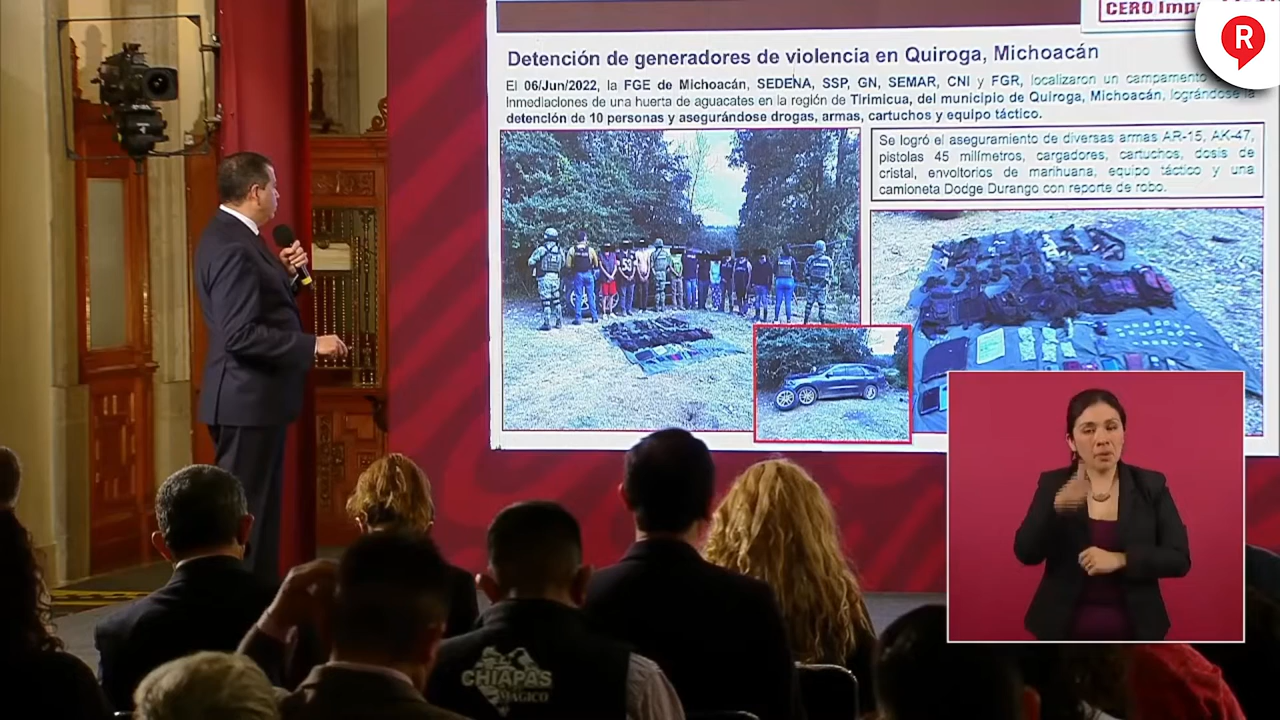 CERO Imp
R
Detención de generadores de violencia en Quiroga, Michoacán
El 06/Jun/2022, la FGE de Michoacán, SEDENA, SSP, GN, SEMAR, CNI y FGR, localizaron un campamento
Inmediaciones de una huerta de aguacates en la región de Tirimicua, del municipio de Quiroga, Michoacán, lográndose la
detención de 10 personas y asegurándose drogas, armas, cartuchos y equipo táctico.
Se logró el aseguramiento de diversas armas AR-15, AK-47,
pistolas 45 milímetros, cargadores, cartuchos, dosis de
cristal, envoltorios de marihuana, equipo táctico y una
camioneta Dodge Durango con reporte de robo.
CHIAPAS
MÁGICO